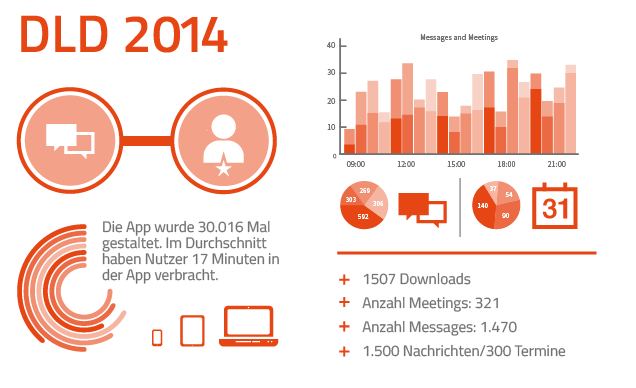 DLD 2014
Die App wurde 30.016 Mal
gestaltet. Im Durchschnitt
haben Nutzer 17 Minuten in
der App verbracht.
Messages and Meetings
40
30
20
10
0
09:00 12:00 15:00 18:00 21:00
269
303
306
592
37
54
140
90
31
+ 1507 Downloads
+ Anzahl Meetings: 321
+ Anzahl Messages: 1.470
+ 1.500 Nachrichten/300 Termine